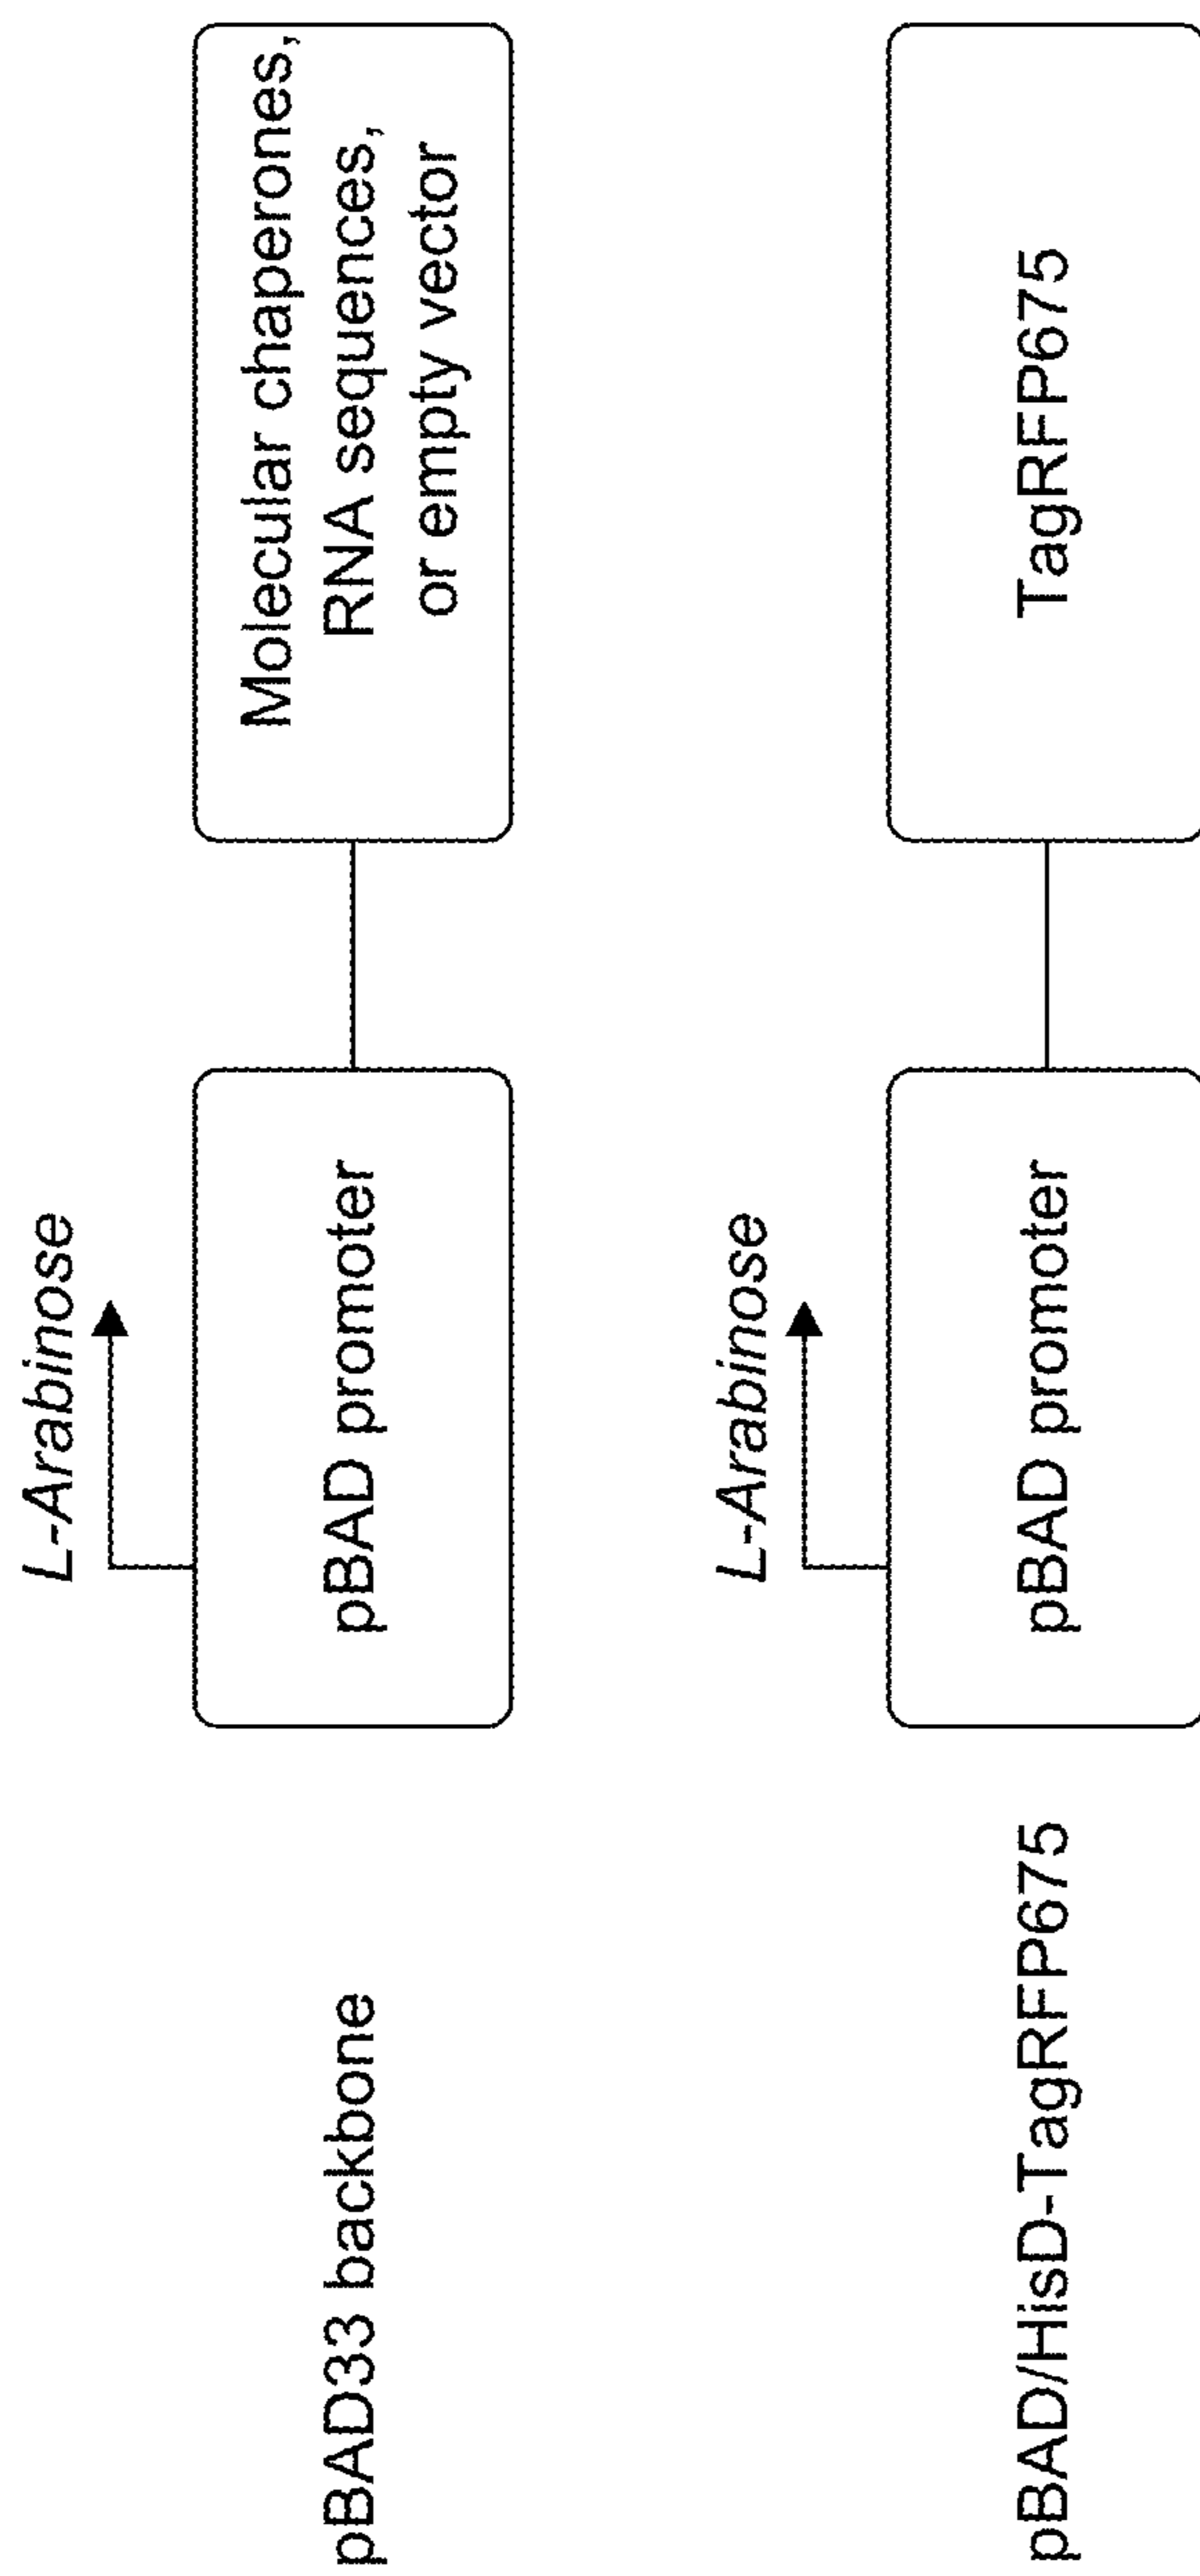 L-Arabinose
pBAD33 backbone
pBAD promoter
Molecular chaperones,
RNA sequences,
or empty vector
L-Arabinose
pBAD/HisD-TagRFP675
pBAD promoter
TagRFP675